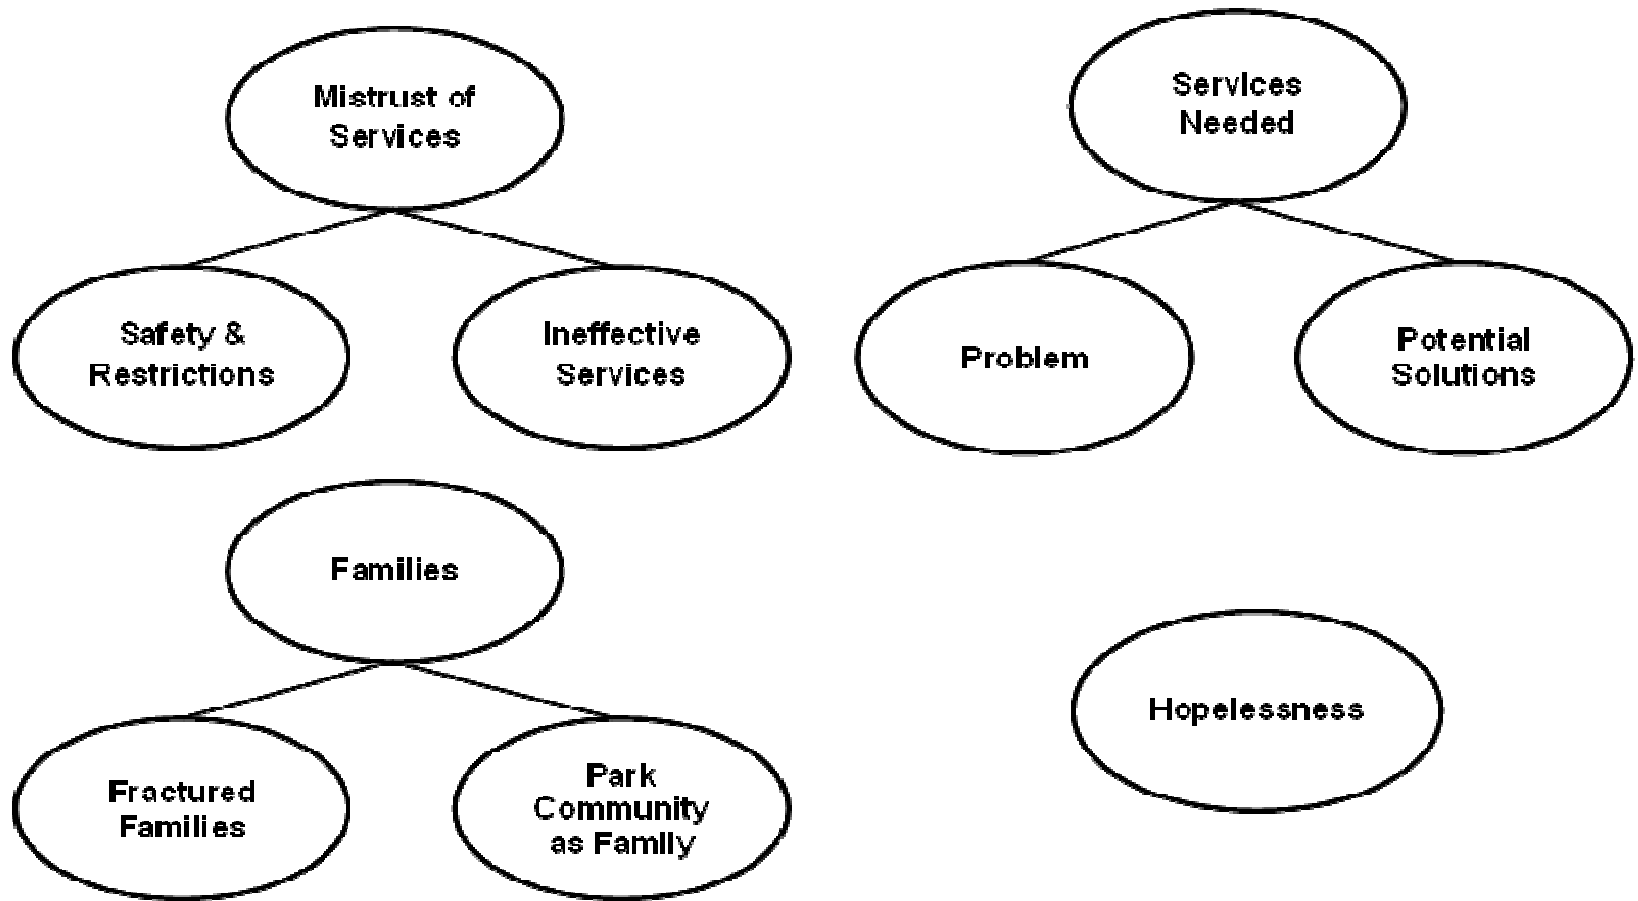 Mistrust of
Services
Services
Needed
Safety &
Restrictions
Ineffective
Services
Problem
Potential
Solutions
Families
Fractured
Families
Park
Community
as Family
Hopelessness